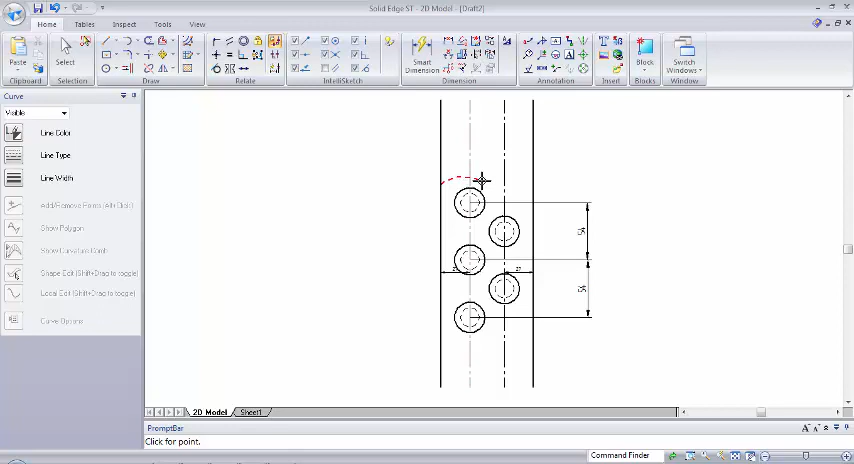 Solid Edge ST - 2D Model - [Draft2]
Home Tables Inspect Tools View
Paste
Select
Smart Dimension
Block
Switch Windows
Clipboard Selection Draw Relate IntelliSketch Dimension Annotation Insert Blocks Window
Curve
Visible
Line Color
Line Type
Line Width
Add/Remove Points (Alt+Click)
Show Polygon
Show Curvature Comb
Shape Edit (Shift+Drag to toggle)
Local Edit (Shift+Drag to toggle)
Curve Options
54
27
54
2D Model Sheet1
PromptBar
Click for point.
Command Finder